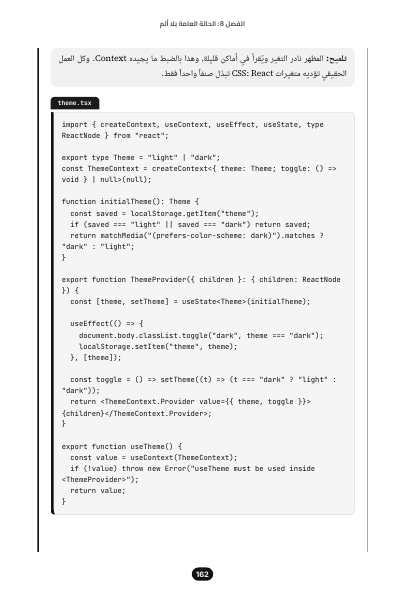 الفصل 8: الحالة العامة بلا ألم
تلميح: المظهر نادر التغير ويُقرأ في أماكن قليلة، وهذا بالضبط ما يجيده Context. وكل العمل
الحقيقي تؤديه متغيرات CSS: React تبدّل صنفاً واحداً فقط.
theme.tsx
import { createContext, useContext, useEffect, useState, type
ReactNode } from "react";
export type Theme = "light" | "dark";
const ThemeContext = createContext<{ theme: Theme; toggle: () =>
void } | null>(null);
function initialTheme(): Theme {
  const saved = localStorage.getItem("theme");
  if (saved === "light" || saved === "dark") return saved;
  return matchMedia("(prefers-color-scheme: dark)").matches ?
"dark" : "light";
}
export function ThemeProvider({ children }: { children: ReactNode
}) {
  const [theme, setTheme] = useState<Theme>(initialTheme);
  useEffect(() => {
    document.body.classList.toggle("dark", theme === "dark");
    localStorage.setItem("theme", theme);
  }, [theme]);
  const toggle = () => setTheme((t) => (t === "dark" ? "light" :
"dark"));
  return <ThemeContext.Provider value={{ theme, toggle }}>
{children}</ThemeContext.Provider>;
}
export function useTheme() {
  const value = useContext(ThemeContext);
  if (!value) throw new Error("useTheme must be used inside
<ThemeProvider>");
  return value;
}
162